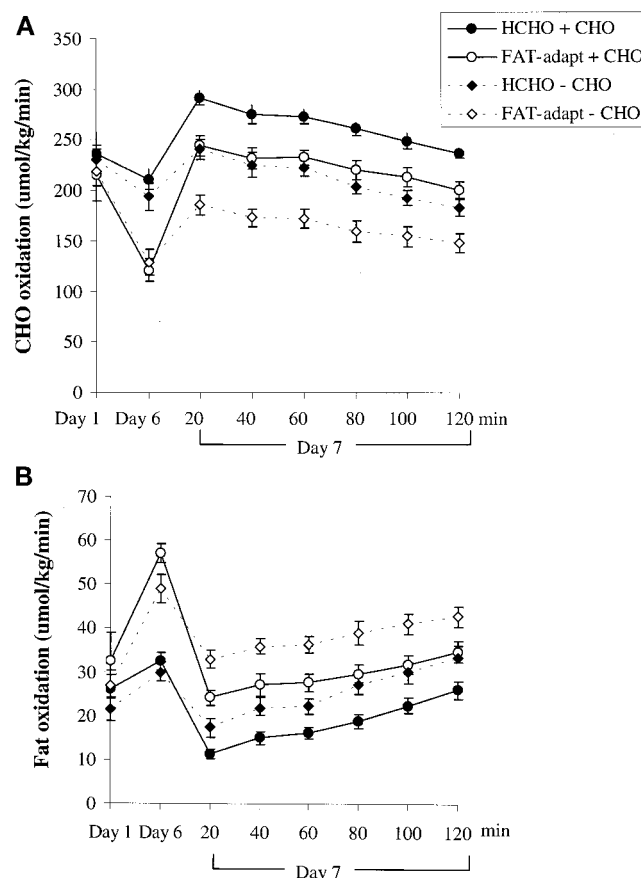 A
HCHO + CHO
FAT-adapt + CHO
HCHO - CHO
FAT-adapt - CHO
CHO oxidation (umol/kg/min)
350
300
250
200
150
100
50
0
Day 1 Day 6 20 40 60 80 100 120 min
Day 7
B
Fat oxidation (umol/kg/min)
70
60
50
40
30
20
10
0
Day 1 Day 6 20 40 60 80 100 120 min
Day 7